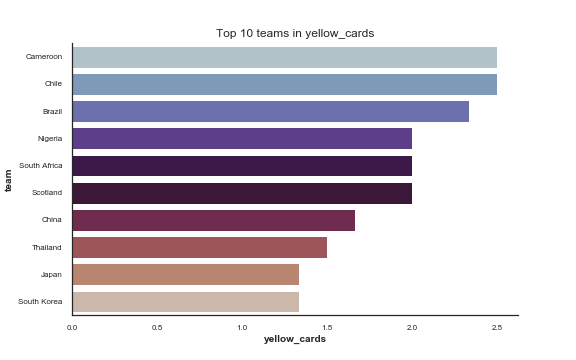 Top 10 teams in yellow_cards
team
Cameroon
Chile
Brazil
Nigeria
South Africa
Scotland
China
Thailand
Japan
South Korea
0.0 0.5 1.0 1.5 2.0 2.5
yellow_cards